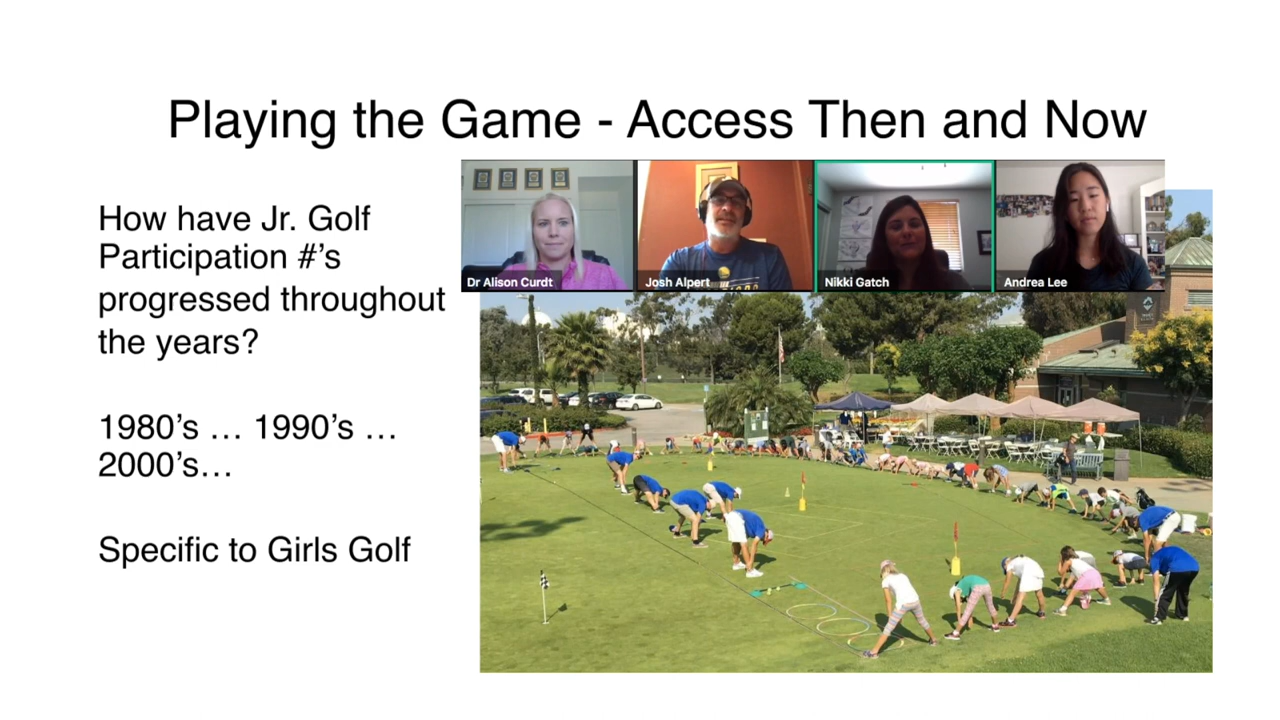 Playing the Game - Access Then and Now
How have Jr. Golf
Participation #’s
progressed throughout
the years?
1980’s … 1990’s …
2000’s…
Specific to Girls Golf
Dr Alison Curdt
Josh Alpert
Nikki Gatch
Andrea Lee